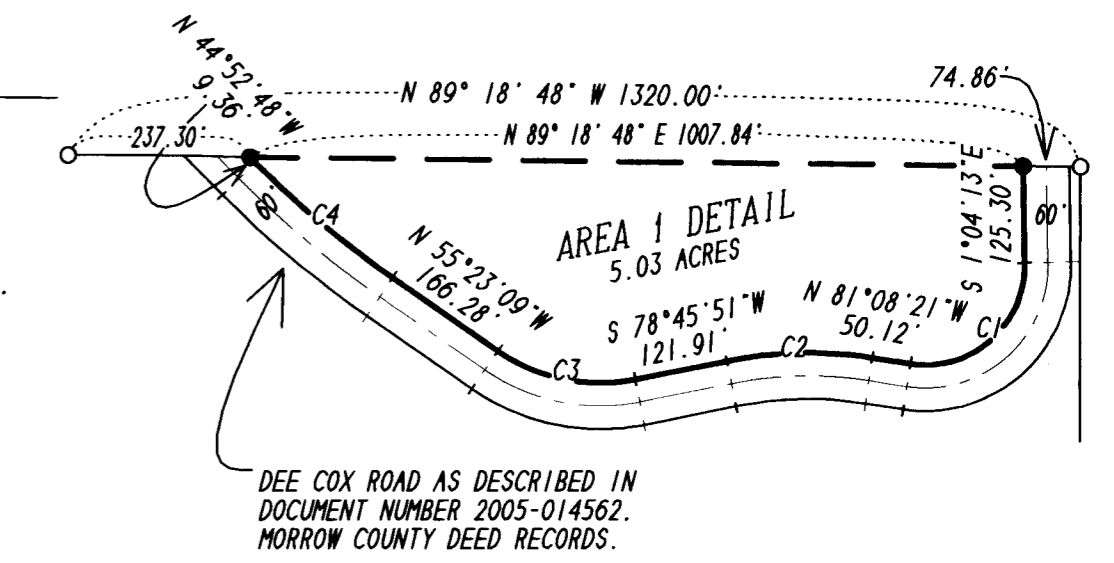 N 44°52'48"W
9.36'
N 89° 18' 48" W 1320.00'
74.86'
237.30'
N 89° 18' 48" E 1007.84'
S 1°04'13"E
125.30'
60'
C4
AREA 1 DETAIL
5.03 ACRES
N 55°23'09"W
166.28'
S 78°45'51"W
121.91'
N 81°08'21"W
50.12'
C1
C2
C3
DEE COX ROAD AS DESCRIBED IN
DOCUMENT NUMBER 2005-014562.
MORROW COUNTY DEED RECORDS.